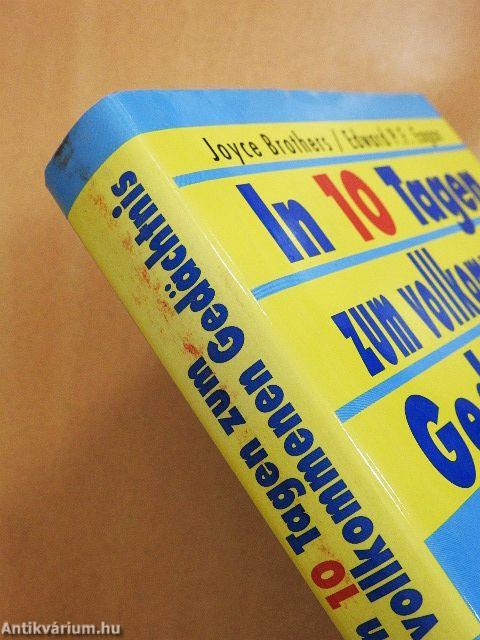 Joyce Brothers / Edward P. F. Eagan
In 10 Tagen
zum vollkom
Ged
In 10 Tagen zum
vollkommenen Gedächtnis
Antikvárium.hu